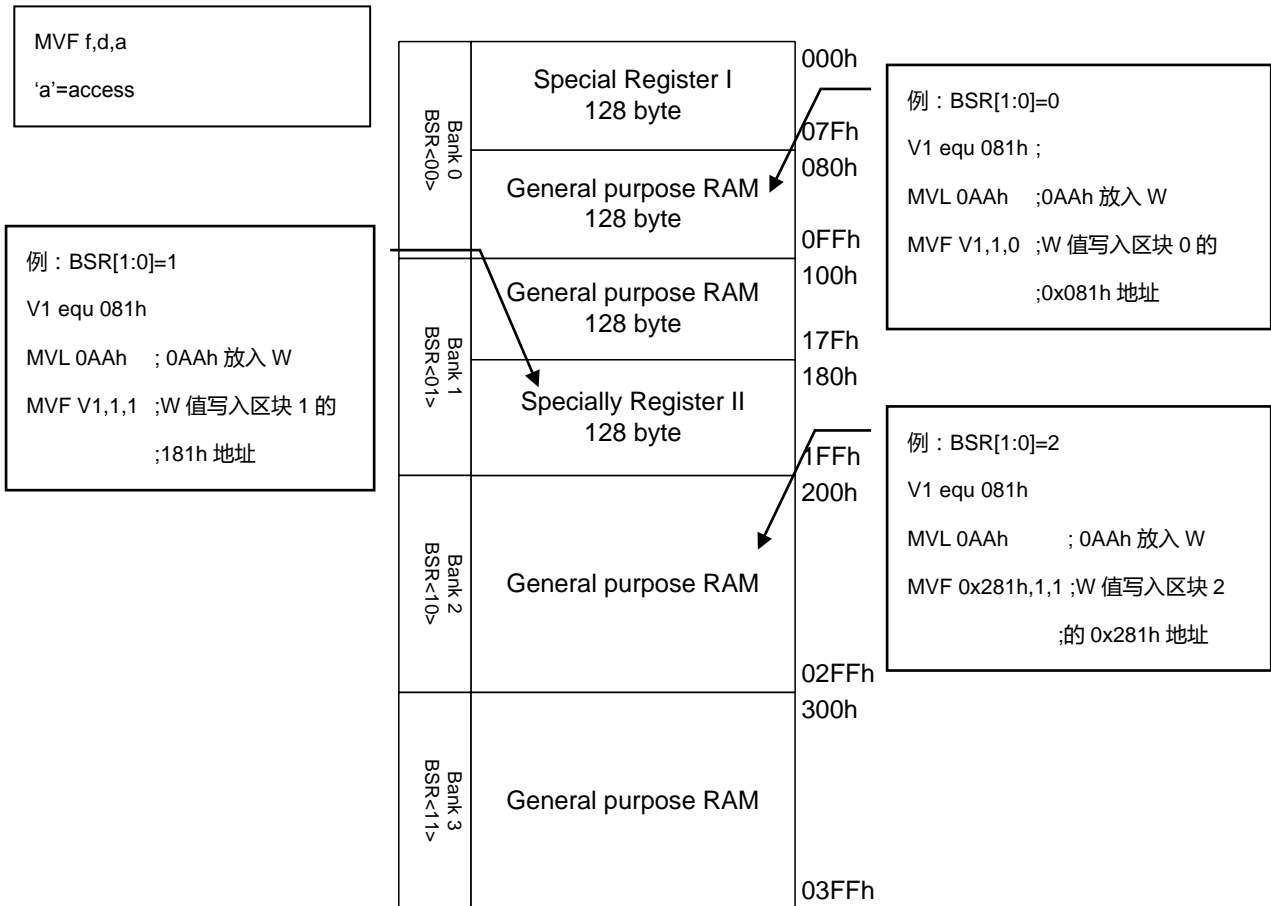 MVF f,d,a
‘a’=access
Bank 0
BSR<00>
Special Register I
128 byte
000h
07Fh
General purpose RAM
128 byte
080h
0FFh
Bank 1
BSR<01>
General purpose RAM
128 byte
100h
17Fh
Specially Register II
128 byte
180h
1FFh
Bank 2
BSR<10>
General purpose RAM
200h
02FFh
Bank 3
BSR<11>
General purpose RAM
300h
03FFh
例：BSR[1:0]=0
V1 equ 081h ;
MVL 0AAh ;0AAh 放入 W
MVF V1,1,0 ;W 值写入区块 0 的
;0x081h 地址
例：BSR[1:0]=1
V1 equ 081h
MVL 0AAh ; 0AAh 放入 W
MVF V1,1,1 ;W 值写入区块 1 的
;181h 地址
例：BSR[1:0]=2
V1 equ 081h
MVL 0AAh ; 0AAh 放入 W
MVF 0x281h,1,1 ;W 值写入区块 2
;的 0x281h 地址